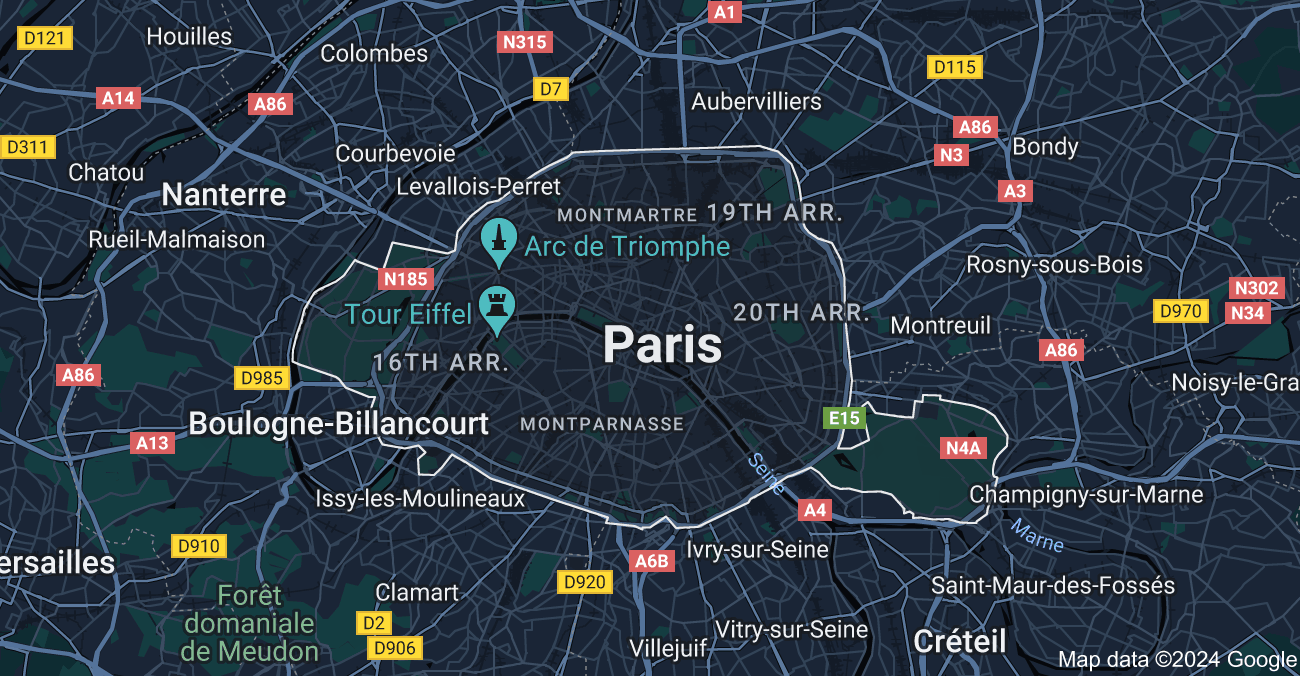 A1
D121
Houilles
N315
Colombes
D115
D7
A14
A86
Aubervilliers
A86
D311
Bondy
Courbevoie
N3
Chatou
Levallois-Perret
A3
Nanterre
MONTMARTRE
19TH ARR.
Rueil-Malmaison
Arc de Triomphe
Rosny-sous-Bois
N185
N302
Tour Eiffel
20TH ARR.
D970
N34
Montreuil
Paris
A86
16TH ARR.
A86
D985
Noisy-le-Gra
E15
Boulogne-Billancourt
MONTPARNASSE
A13
N4A
Seine
Issy-les-Moulineaux
Champigny-sur-Marne
A4
Marne
D910
Ivry-sur-Seine
ersailles
A6B
D920
Saint-Maur-des-Fossés
Clamart
Forêt
domaniale
de Meudon
D2
Vitry-sur-Seine
D906
Villejuif
Créteil
Map data ©2024 Google